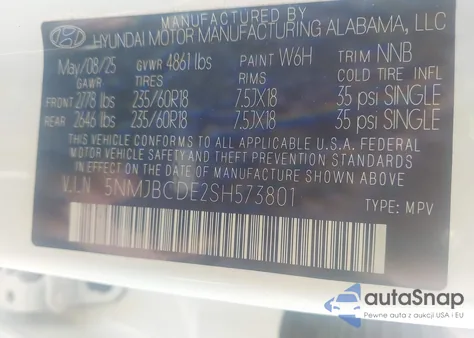 MANUFACTURED BY
HYUNDAI MOTOR MANUFACTURING ALABAMA, LLC
May/08/25 GVWR 4861 lbs PAINT W6H TRIM NNB
GAWR TIRES RIMS COLD TIRE INFL
FRONT 2778 lbs 235/60R18 7.5JX18 35 psi SINGLE
REAR 2646 lbs 235/60R18 7.5JX18 35 psi SINGLE
THIS VEHICLE CONFORMS TO ALL APPLICABLE U.S.A. FEDERAL
MOTOR VEHICLE SAFETY AND THEFT PREVENTION STANDARDS
IN EFFECT ON THE DATE OF MANUFACTURE SHOWN ABOVE.
V.I.N 5NMJBCDE2SH573801
TYPE: MPV
autoSnap
Pewne auta z aukcji USA i EU